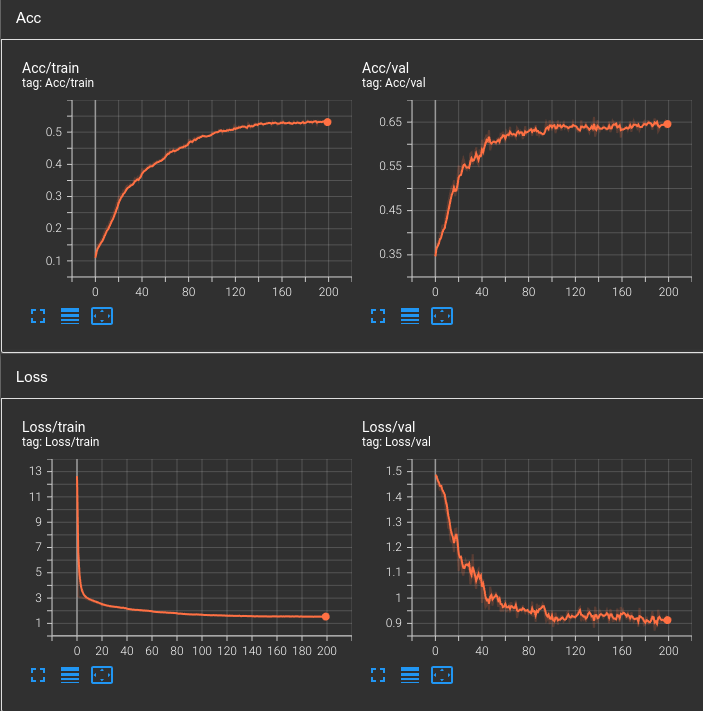 Acc
Acc/train
tag: Acc/train
0.5
0.4
0.3
0.2
0.1
0 40 80 120 160 200
Acc/val
tag: Acc/val
0.65
0.55
0.45
0.35
0 40 80 120 160 200
Loss
Loss/train
tag: Loss/train
13
11
9
7
5
3
1
0 20 40 60 80 100 120 140 160 180 200
Loss/val
tag: Loss/val
1.5
1.4
1.3
1.2
1.1
1
0.9
0 40 80 120 160 200